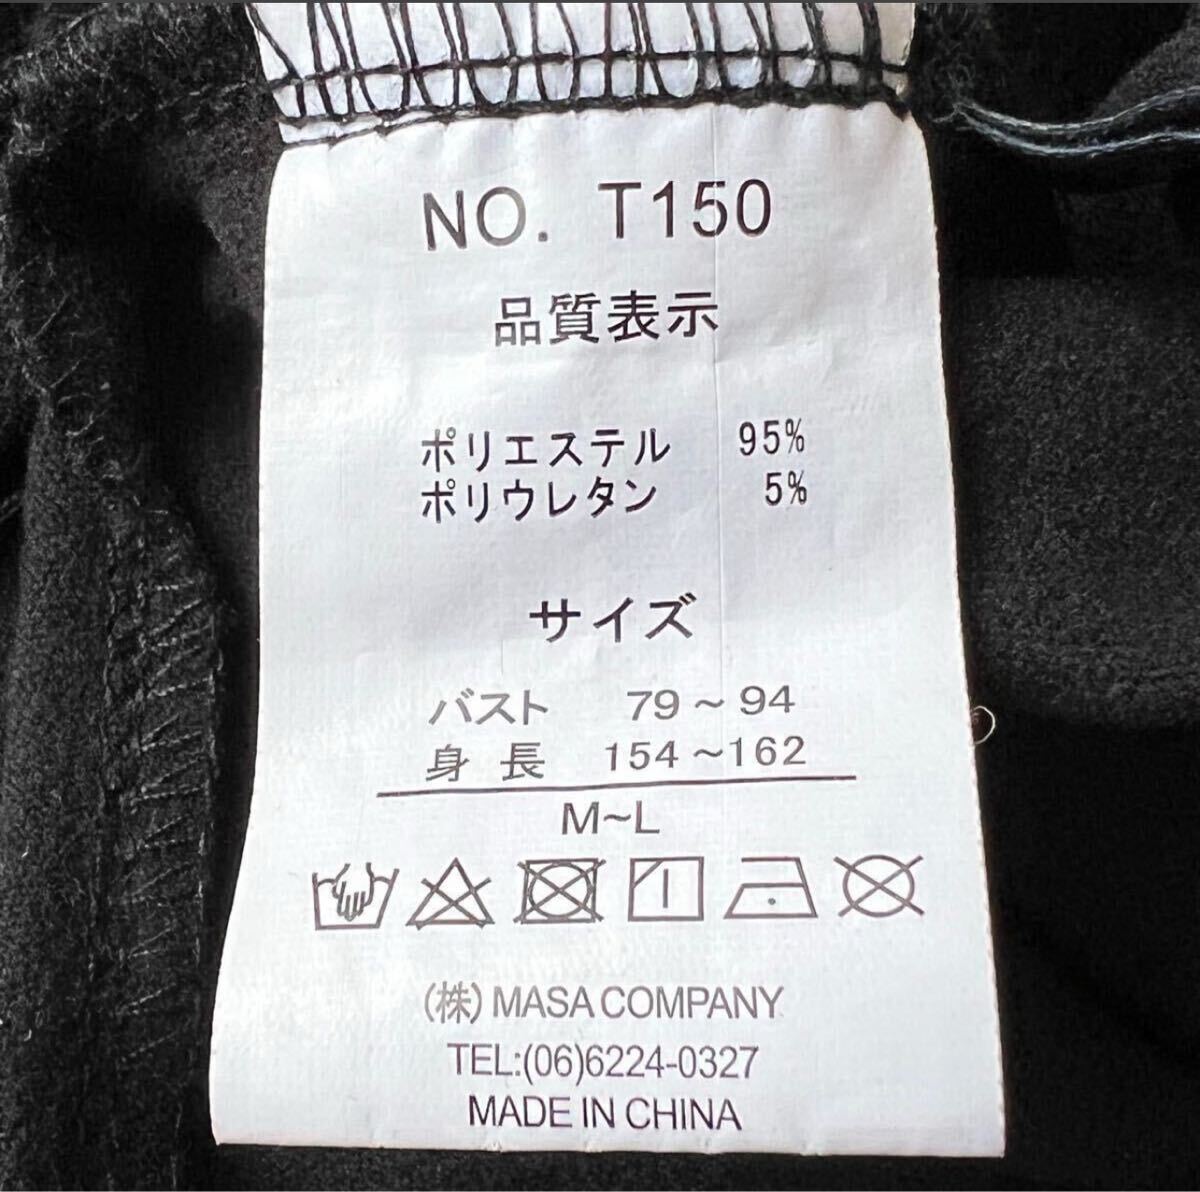 NO. T150
品質表示
ポリエステル 95%
ポリウレタン 5%
サイズ
バスト 79～94
身長 154～162
M~L
(株) MASA COMPANY
TEL:(06)6224-0327
MADE IN CHINA